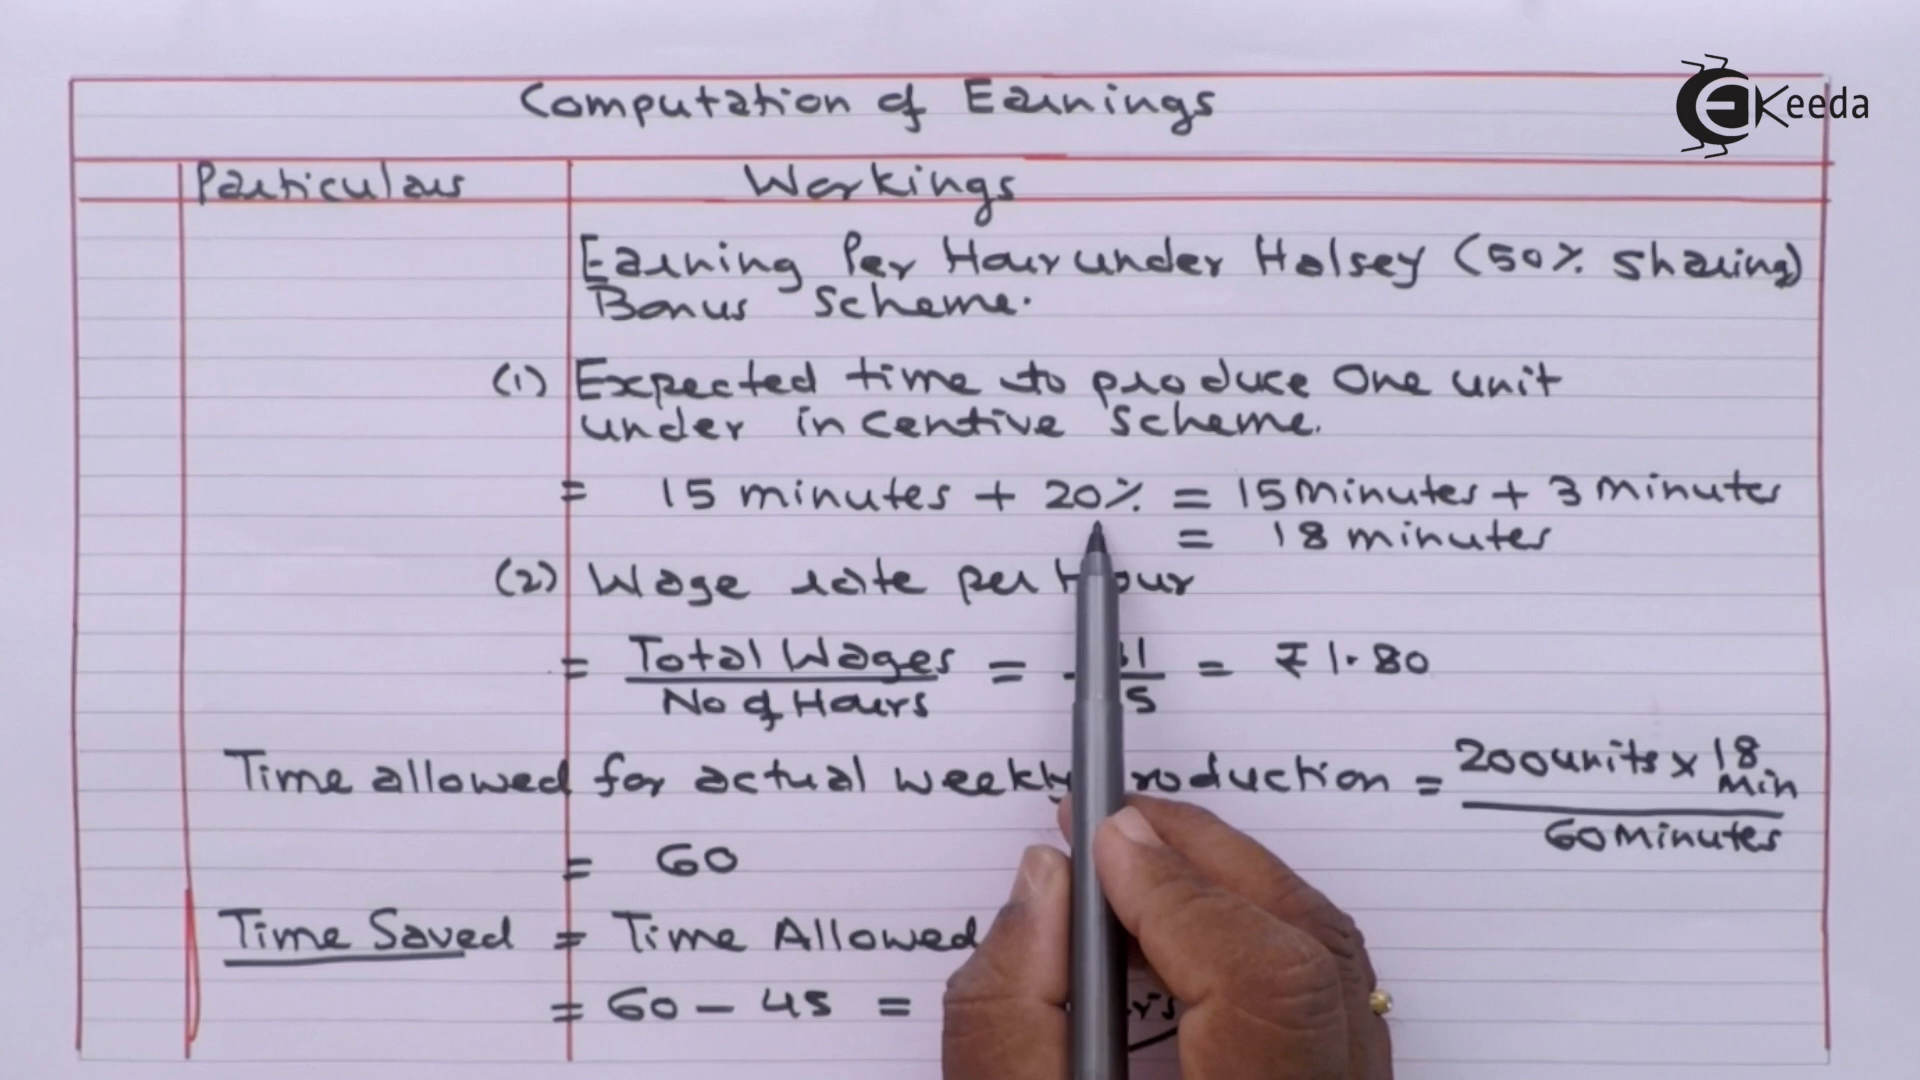 Computation of Earnings
EKeeda
Particulars Workings
Earning Per Hour under Halsey (50% Sharing)
Bonus Scheme.
(1) Expected time to produce One unit
under incentive Scheme.
= 15 minutes + 20% = 15 Minutes + 3 minutes
= 18 minutes
(2) Wage rate per Hour
= Total Wages = = ₹1.80
No of Hours
Time allowed for actual weekly = 200 units x 18 Min
60 Minutes
= 60
Time Saved = Time Allowed
= 60 - 45 =